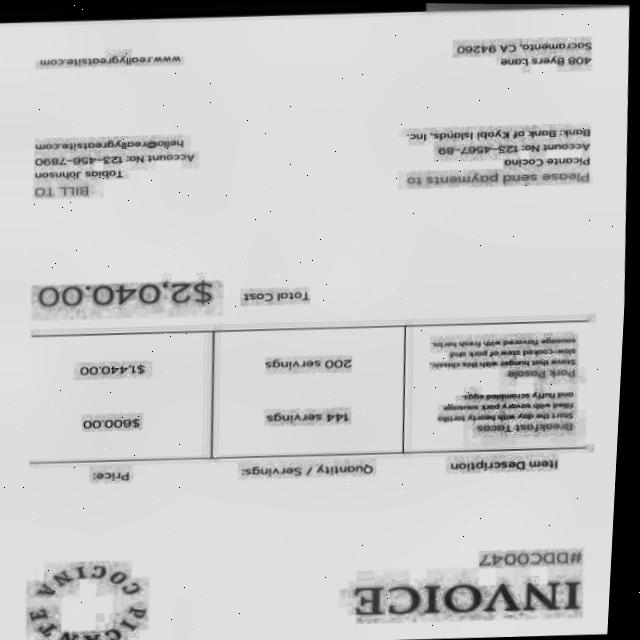 INVOICE
#DDC0047
PICANTE COCINA
Item Description
Quantity / Servings:
Price:
Breakfast Tacos
Start the day with hearty tortilla
filled with savory pork sausage
and fluffy scrambled eggs.
144 servings
$600.00
Pork Posole
Stave their hunger with this classic,
slow-cooked stew of pork and
sausage flavored with fresh herbs.
200 servings
$1,440.00
Total Cost
$2,040.00
Please send payments to
Picante Cocina
Account No: 123-4567-89
Bank: Bank of Kyobi Islands, Inc.
BILL TO
Tobias Johnson
Account No: 123-456-7890
hello@reallygreatsite.com
408 Byers Lane
Sacramento, CA 94260
www.reallygreatsite.com